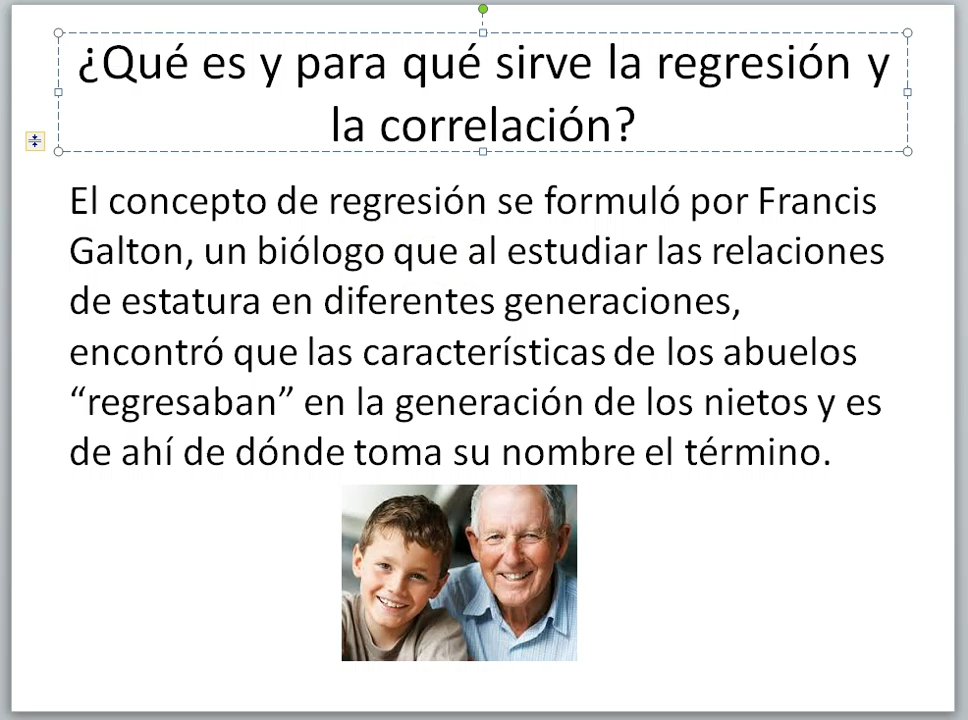 ¿Qué es y para qué sirve la regresión y
la correlación?
El concepto de regresión se formuló por Francis
Galton, un biólogo que al estudiar las relaciones
de estatura en diferentes generaciones,
encontró que las características de los abuelos
“regresaban” en la generación de los nietos y es
de ahí de dónde toma su nombre el término.